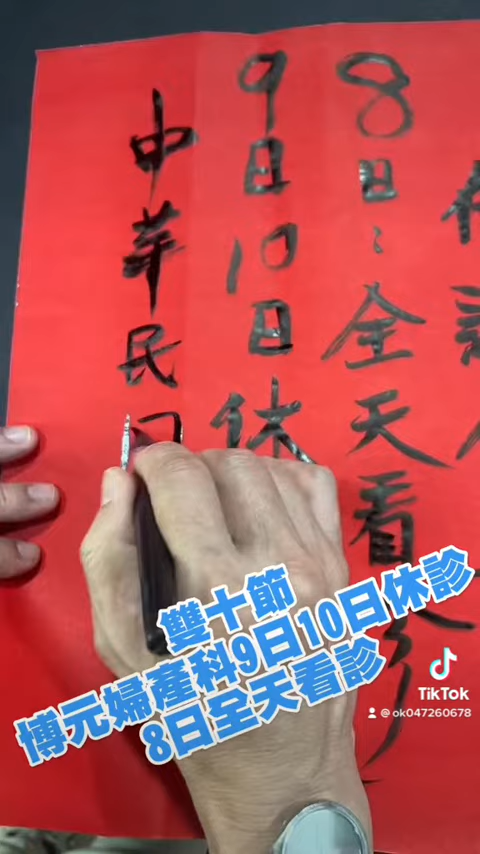 8日:全天看診
9日10日休
中華民
雙十節
博元婦產科9日10日休診
8日全天看診
TikTok
@ok047260678